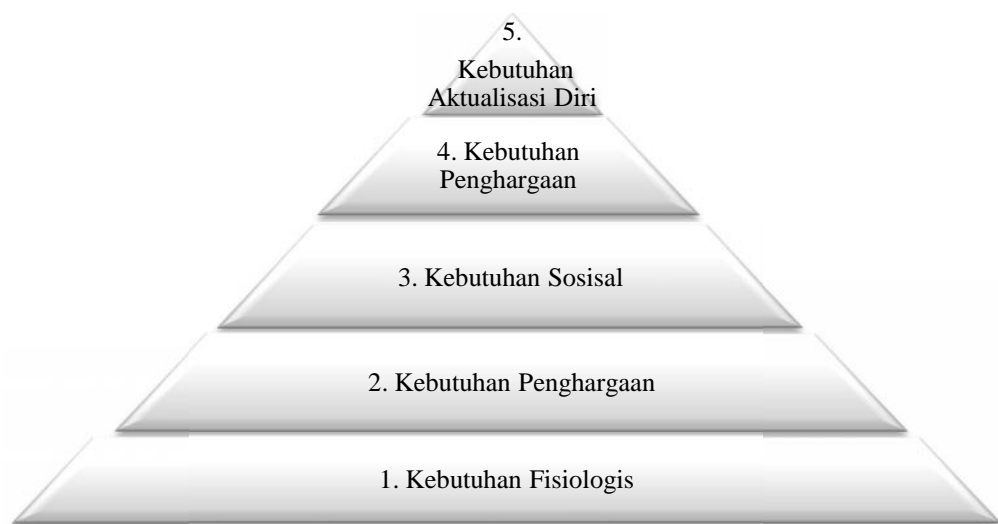 5.
Kebutuhan
Aktualisasi Diri
4. Kebutuhan
Penghargaan
3. Kebutuhan Sosisal
2. Kebutuhan Penghargaan
1. Kebutuhan Fisiologis